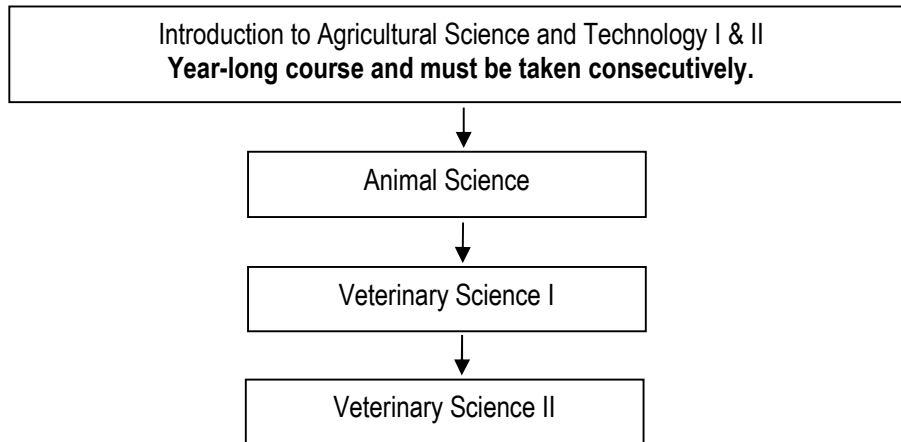 Introduction to Agricultural Science and Technology I & II
Year-long course and must be taken consecutively.
Animal Science
Veterinary Science I
Veterinary Science II